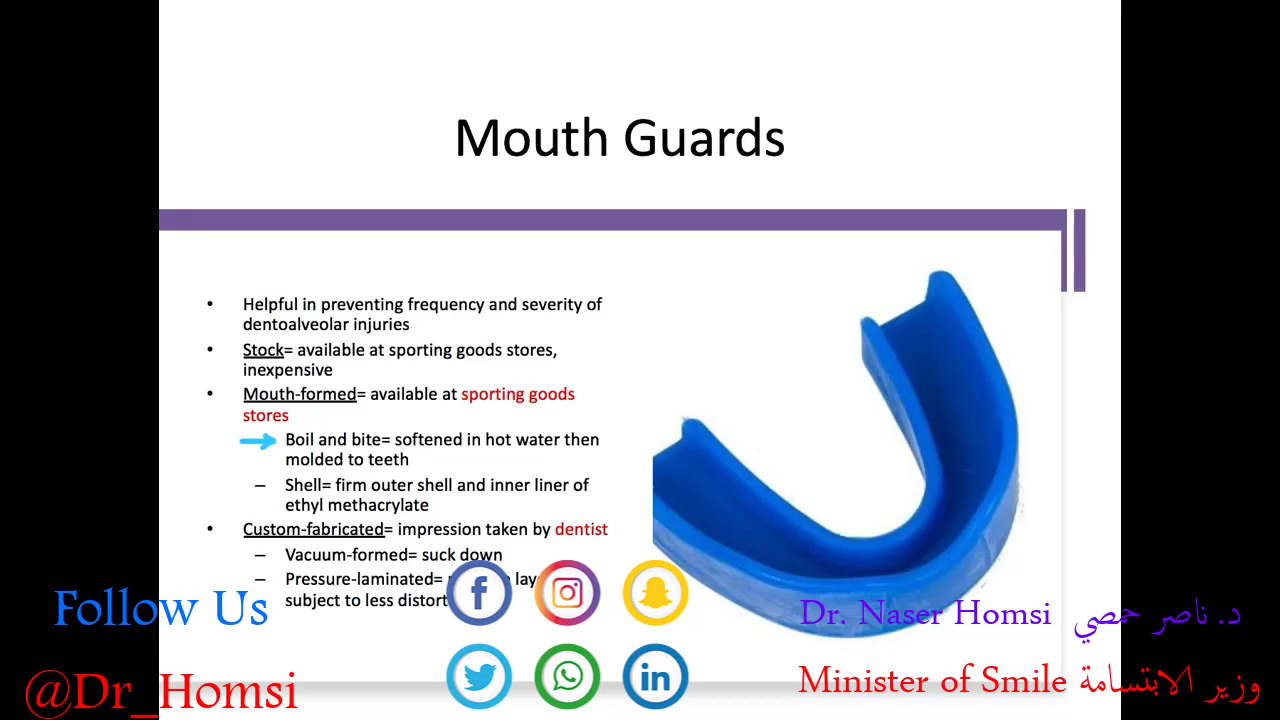 Mouth Guards
• Helpful in preventing frequency and severity of
dentoalveolar injuries
• Stock= available at sporting goods stores,
inexpensive
• Mouth-formed= available at sporting goods
stores
Boil and bite= softened in hot water then
molded to teeth
– Shell= firm outer shell and inner liner of
ethyl methacrylate
• Custom-fabricated= impression taken by dentist
– Vacuum-formed= suck down
– Pressure-laminated=
subject to less
Follow Us
@Dr_Homsi
Dr. Naser Homsi د. ناصر حمصي
Minister of Smile وزير الابتسامة